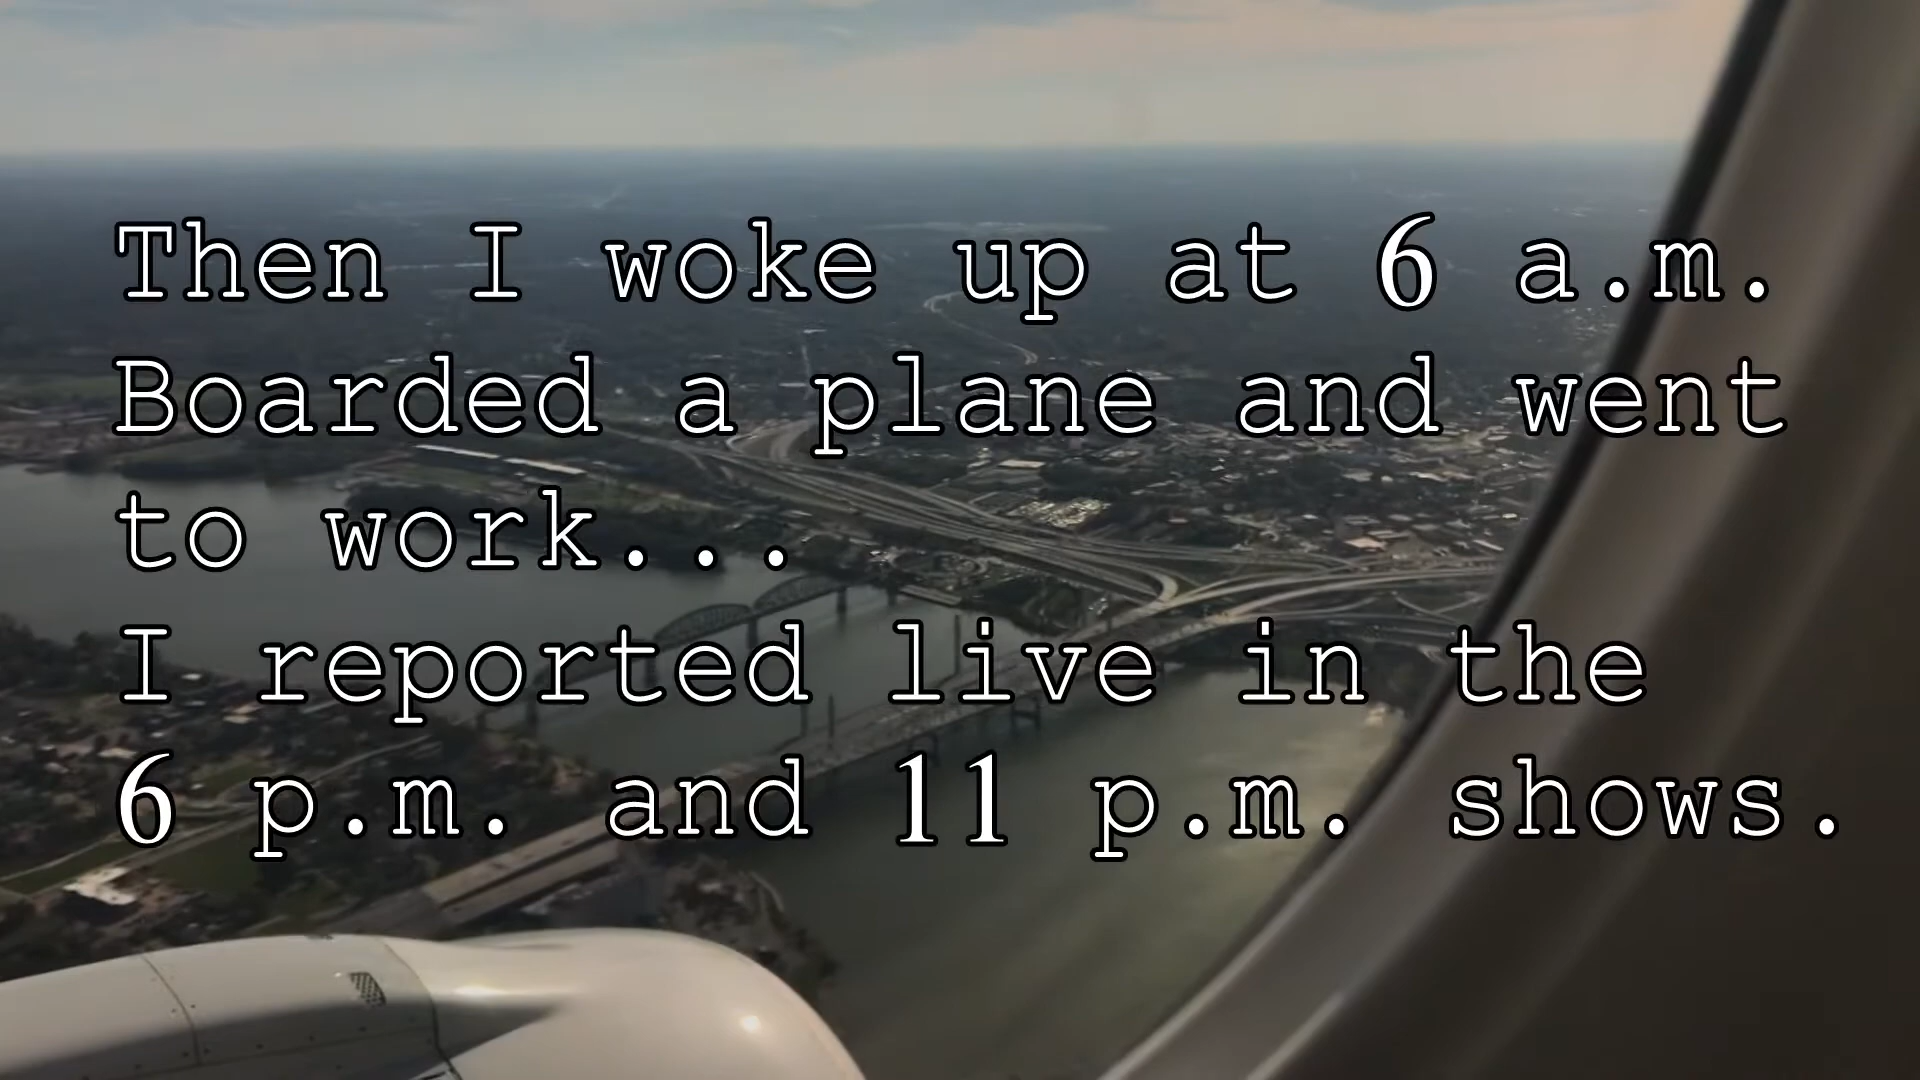 Then I woke up at 6 a.m.
Boarded a plane and went
to work...
I reported live in the
6 p.m. and 11 p.m. shows.